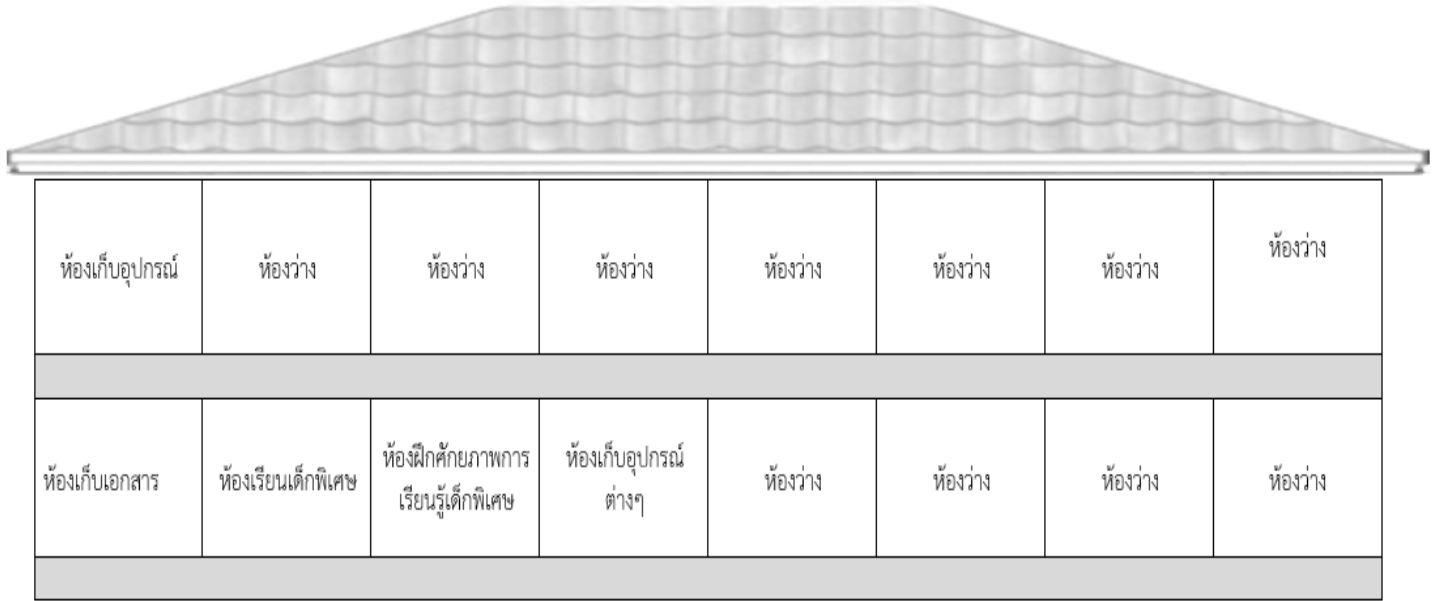 ห้องเก็บอุปกรณ์ ห้องว่าง ห้องว่าง ห้องว่าง ห้องว่าง ห้องว่าง ห้องว่าง ห้องว่าง
ห้องเก็บเอกสาร
ห้องเรียนเด็กพิเศษ
ห้องฝึกศักยภาพการ
เรียนรู้เด็กพิเศษ
ห้องเก็บอุปกรณ์
ต่างๆ
ห้องว่าง ห้องว่าง ห้องว่าง ห้องว่าง